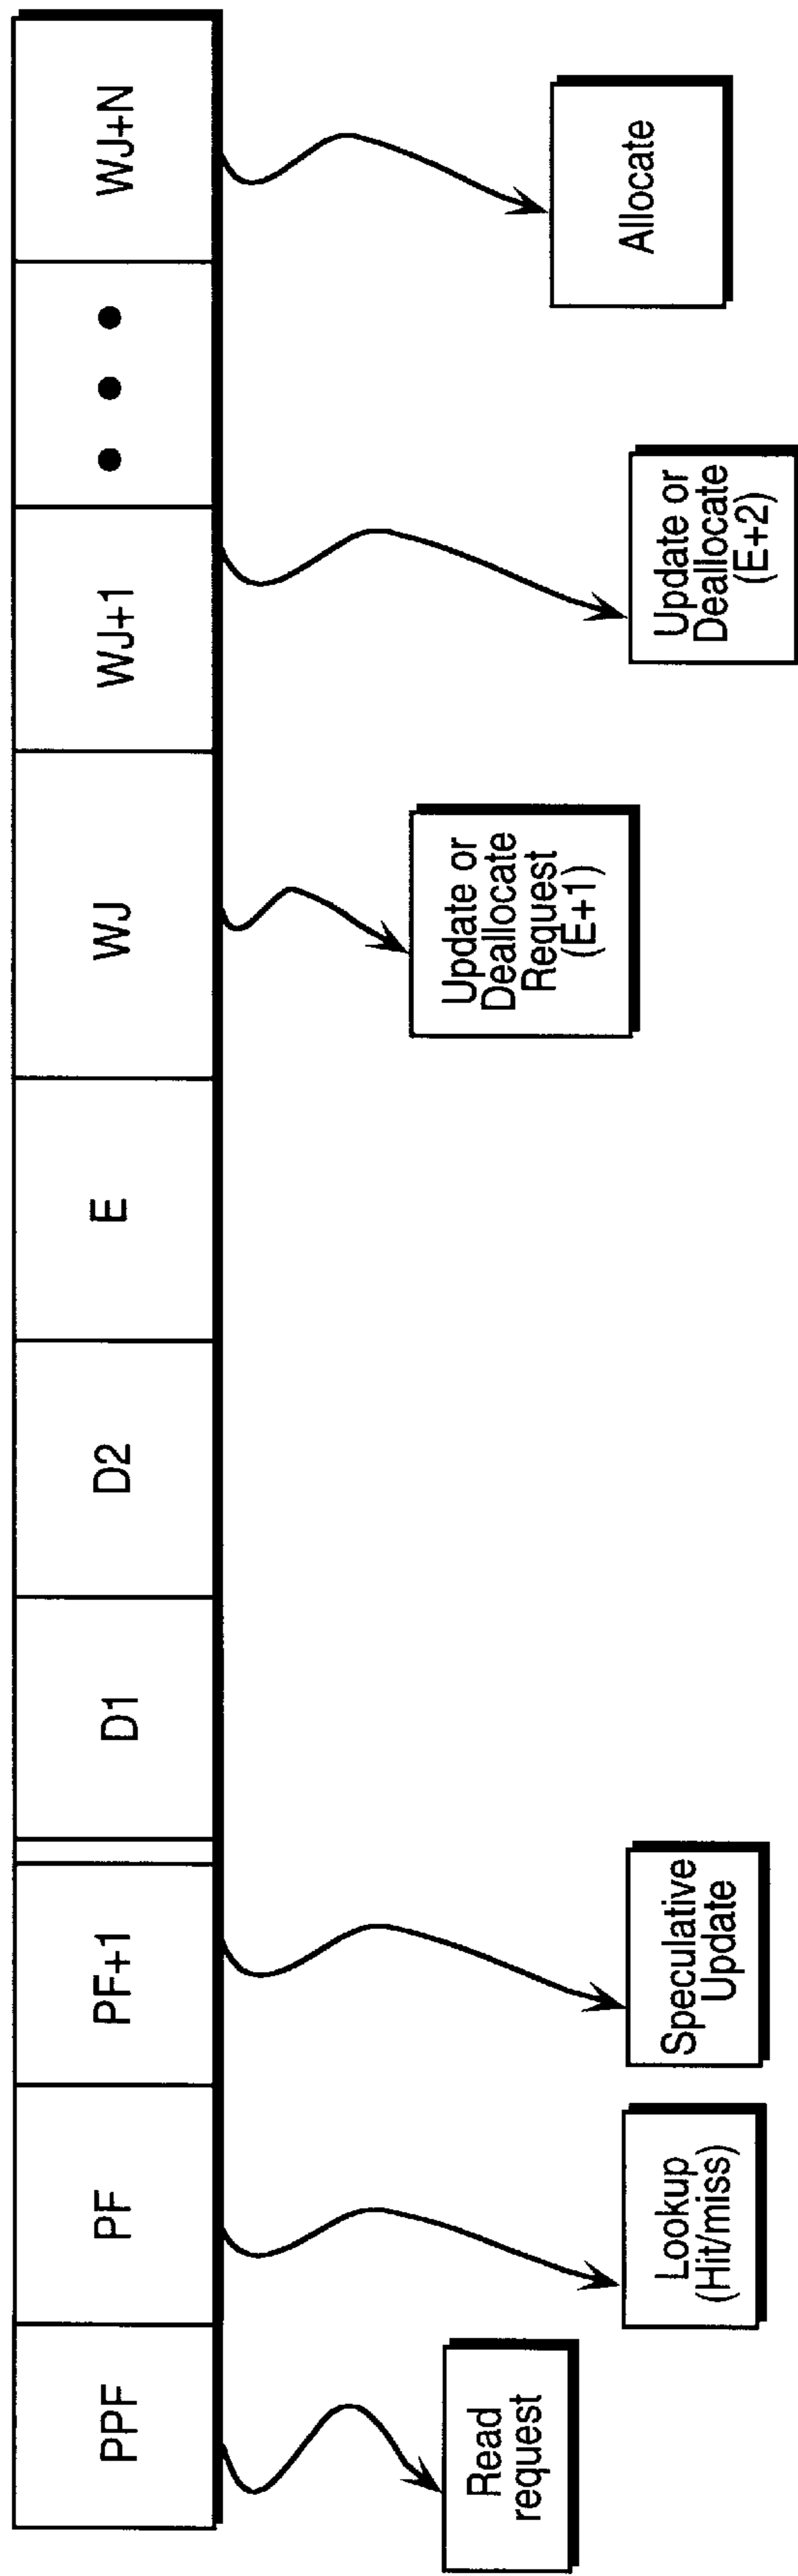 PPF
PF
PF+1
D1
D2
E
WJ
WJ+1
WJ+N
Read
request
Lookup
(Hit/miss)
Speculative
Update
Update or
Deallocate
Request
(E+1)
Update or
Deallocate
(E+2)
Allocate